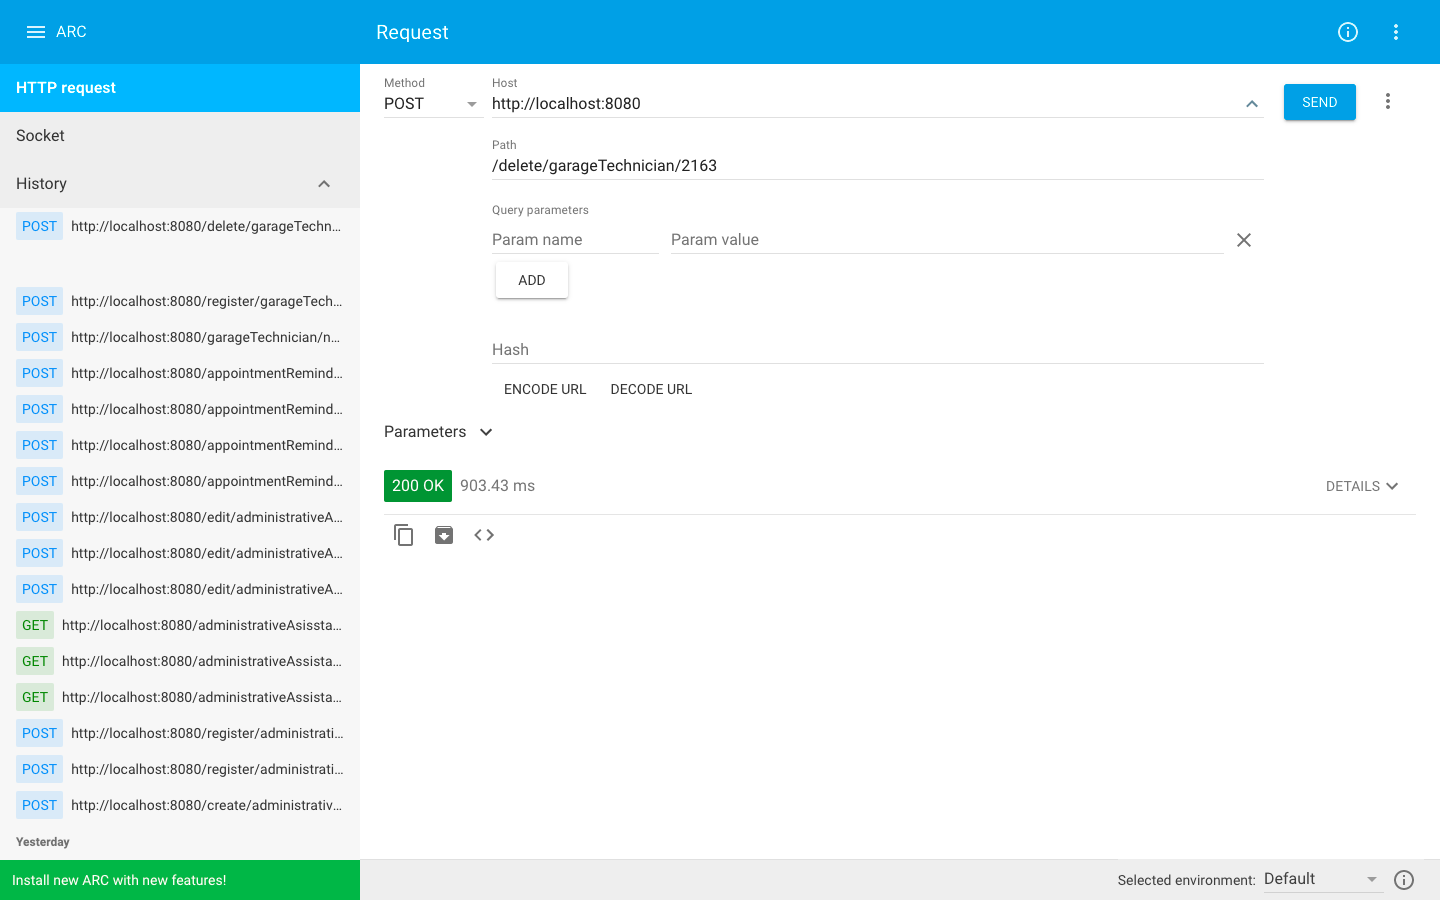 ARC
Request
HTTP request
Socket
History
POST http://localhost:8080/delete/garageTechn...
POST http://localhost:8080/register/garageTech...
POST http://localhost:8080/garageTechnician/n...
POST http://localhost:8080/appointmentRemind...
POST http://localhost:8080/appointmentRemind...
POST http://localhost:8080/appointmentRemind...
POST http://localhost:8080/appointmentRemind...
POST http://localhost:8080/edit/administrativeA...
POST http://localhost:8080/edit/administrativeA...
POST http://localhost:8080/edit/administrativeA...
GET http://localhost:8080/administrativeAsissta...
GET http://localhost:8080/administrativeAssista...
GET http://localhost:8080/administrativeAssista...
POST http://localhost:8080/register/administrati...
POST http://localhost:8080/register/administrati...
POST http://localhost:8080/create/administrativ...
Yesterday
Install new ARC with new features!
Method
POST
Host
http://localhost:8080
SEND
Path
/delete/garageTechnician/2163
Query parameters
Param name Param value
ADD
Hash
ENCODE URL DECODE URL
Parameters
200 OK 903.43 ms DETAILS
Selected environment: Default